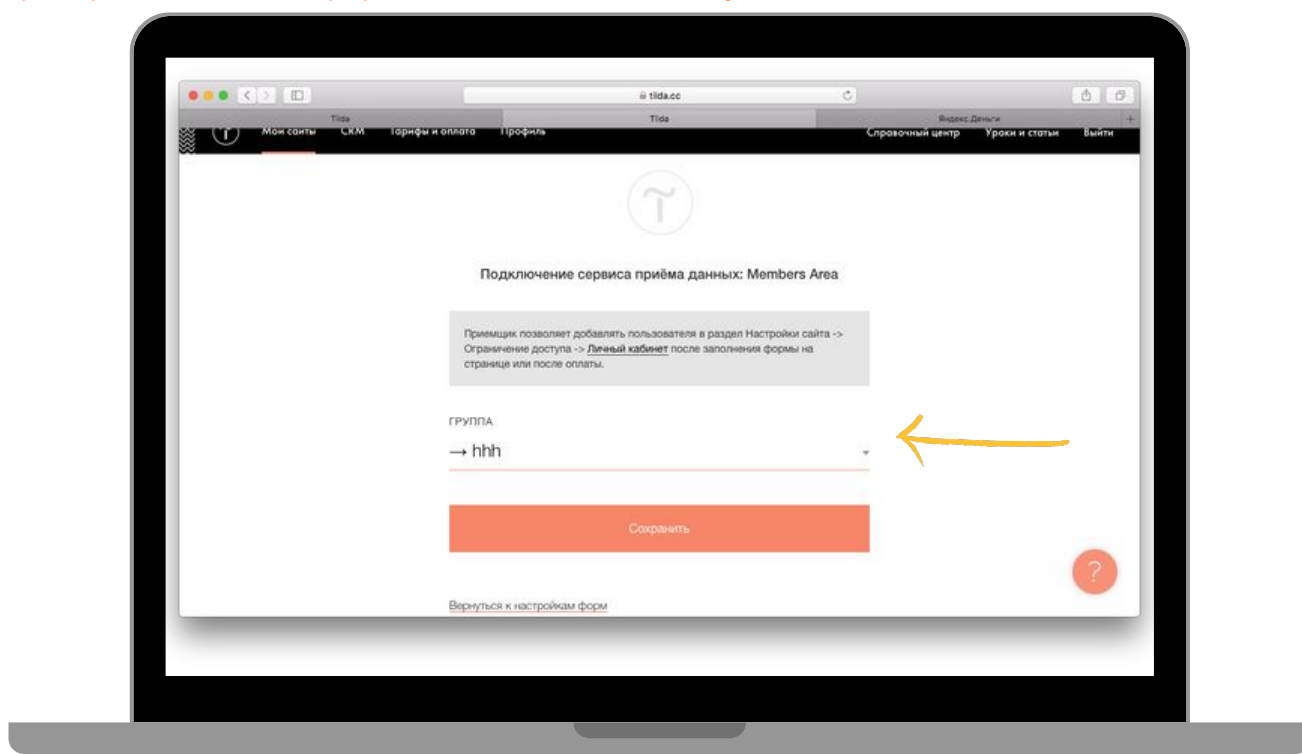 tilda.cc
Tilda
Tilda
Яндекс.Деньги
Мои сайты
СКМ
Тарифы и оплата
Профиль
Справочный центр
Уроки и статьи
Выйти
Подключение сервиса приёма данных: Members Area
Приемщик позволяет добавлять пользователя в раздел Настройки сайта ->
Ограничение доступа -> Личный кабинет после заполнения формы на
странице или после оплаты.
ГРУППА
→ hhh
Сохранить
?
Вернуться к настройкам форм